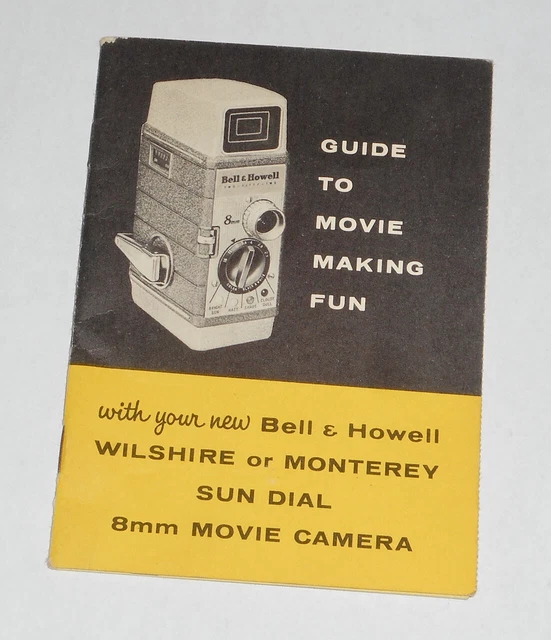 GUIDE
TO
MOVIE
MAKING
FUN
Bell & Howell
8mm
with your new Bell & Howell
WILSHIRE or MONTEREY
SUN DIAL
8mm MOVIE CAMERA